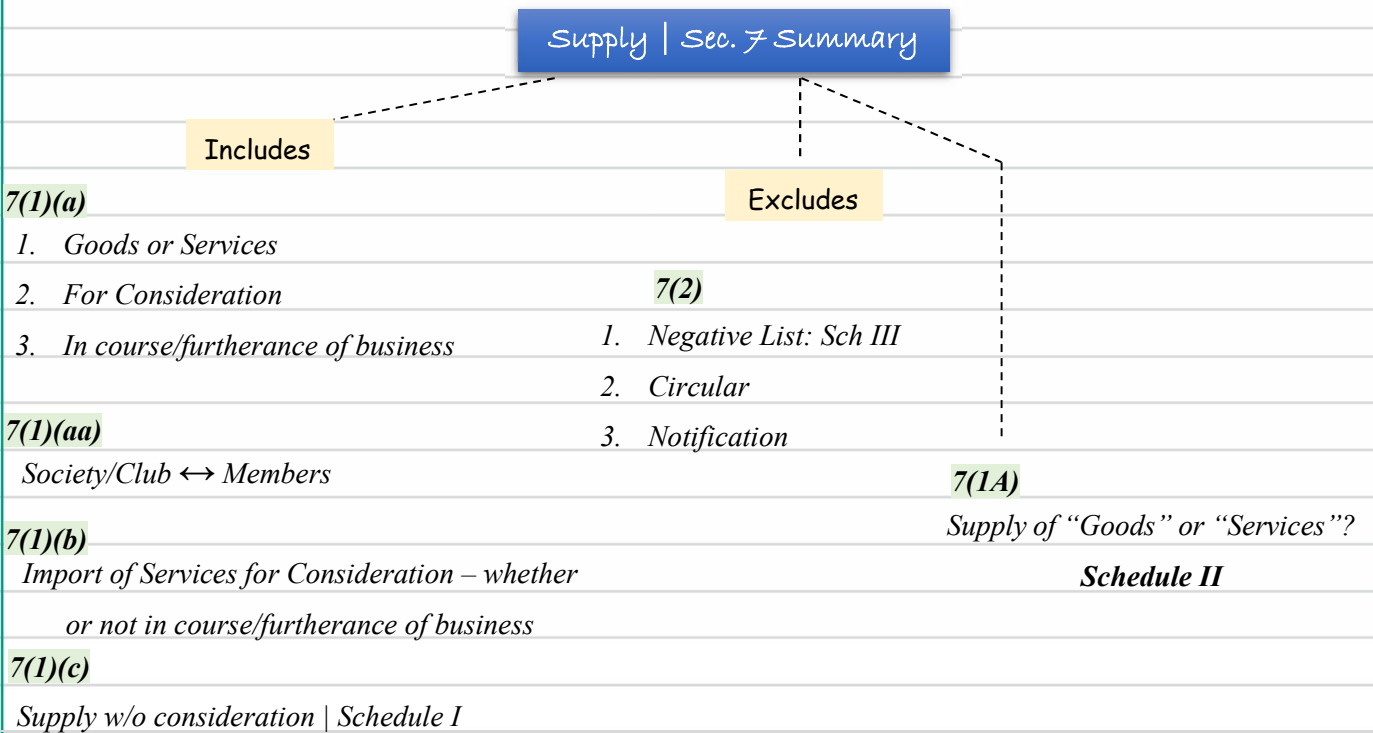 Supply | Sec. 7 Summary
Includes
7(1)(a)
1. Goods or Services
2. For Consideration
3. In course/furtherance of business
7(1)(aa)
Society/Club ↔ Members
7(1)(b)
Import of Services for Consideration – whether
or not in course/furtherance of business
7(1)(c)
Supply w/o consideration | Schedule I
Excludes
7(2)
1. Negative List: Sch III
2. Circular
3. Notification
7(1A)
Supply of “Goods” or “Services”?
Schedule II